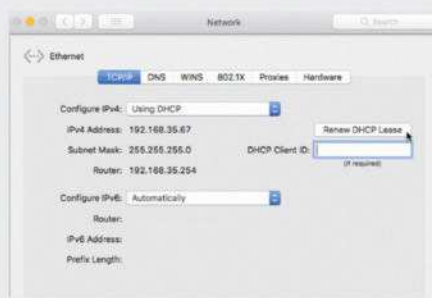 Network
Search
Ethernet
TCP/IP DNS WINS 802.1X Proxies Hardware
Configure IPv4: Using DHCP
IPv4 Address: 192.168.35.67
Renew DHCP Lease
Subnet Mask: 255.255.255.0
DHCP Client ID:
(If required)
Router: 192.168.35.254
Configure IPv6: Automatically
Router:
IPv6 Address:
Prefix Length: